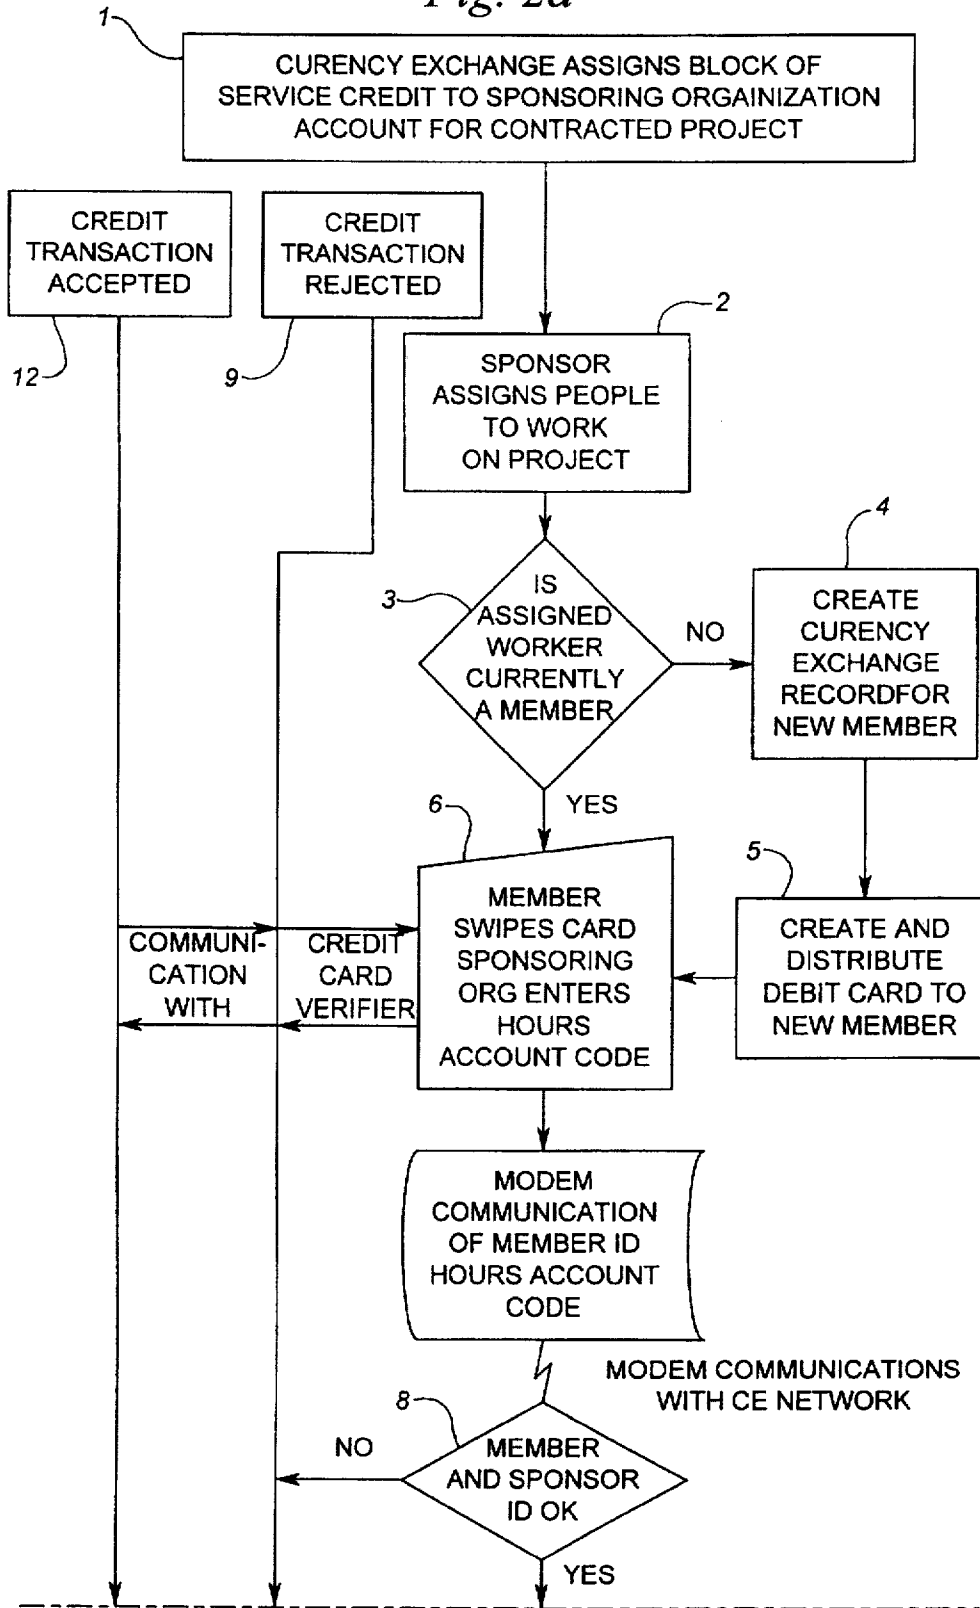 Fig. 2a
1
CURENCY EXCHANGE ASSIGNS BLOCK OF
SERVICE CREDIT TO SPONSORING ORGAINIZATION
ACCOUNT FOR CONTRACTED PROJECT
CREDIT
TRANSACTION
ACCEPTED
12
CREDIT
TRANSACTION
REJECTED
9
2
SPONSOR
ASSIGNS PEOPLE
TO WORK
ON PROJECT
3
IS
ASSIGNED
WORKER
CURRENTLY
A MEMBER
NO
4
CREATE
CURENCY
EXCHANGE
RECORDFOR
NEW MEMBER
YES
5
CREATE AND
DISTRIBUTE
DEBIT CARD TO
NEW MEMBER
6
MEMBER
SWIPES CARD
SPONSORING
ORG ENTERS
HOURS
ACCOUNT CODE
COMMUNI-
CATION
WITH
CREDIT
CARD
VERIFIER
MODEM
COMMUNICATION
OF MEMBER ID
HOURS ACCOUNT
CODE
MODEM COMMUNICATIONS
WITH CE NETWORK
8
MEMBER
AND SPONSOR
ID OK
NO
YES